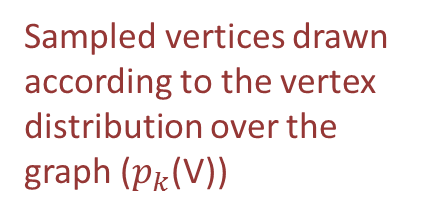 Sampled vertices drawn
according to the vertex
distribution over the
graph (𝑝𝑘(V))